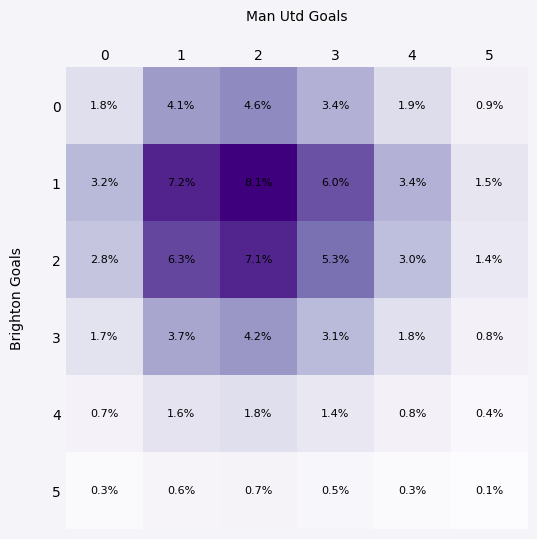 Man Utd Goals
0 1 2 3 4 5
0 1.8% 4.1% 4.6% 3.4% 1.9% 0.9%
1 3.2% 7.2% 8.1% 6.0% 3.4% 1.5%
2 2.8% 6.3% 7.1% 5.3% 3.0% 1.4%
Brighton Goals
3 1.7% 3.7% 4.2% 3.1% 1.8% 0.8%
4 0.7% 1.6% 1.8% 1.4% 0.8% 0.4%
5 0.3% 0.6% 0.7% 0.5% 0.3% 0.1%